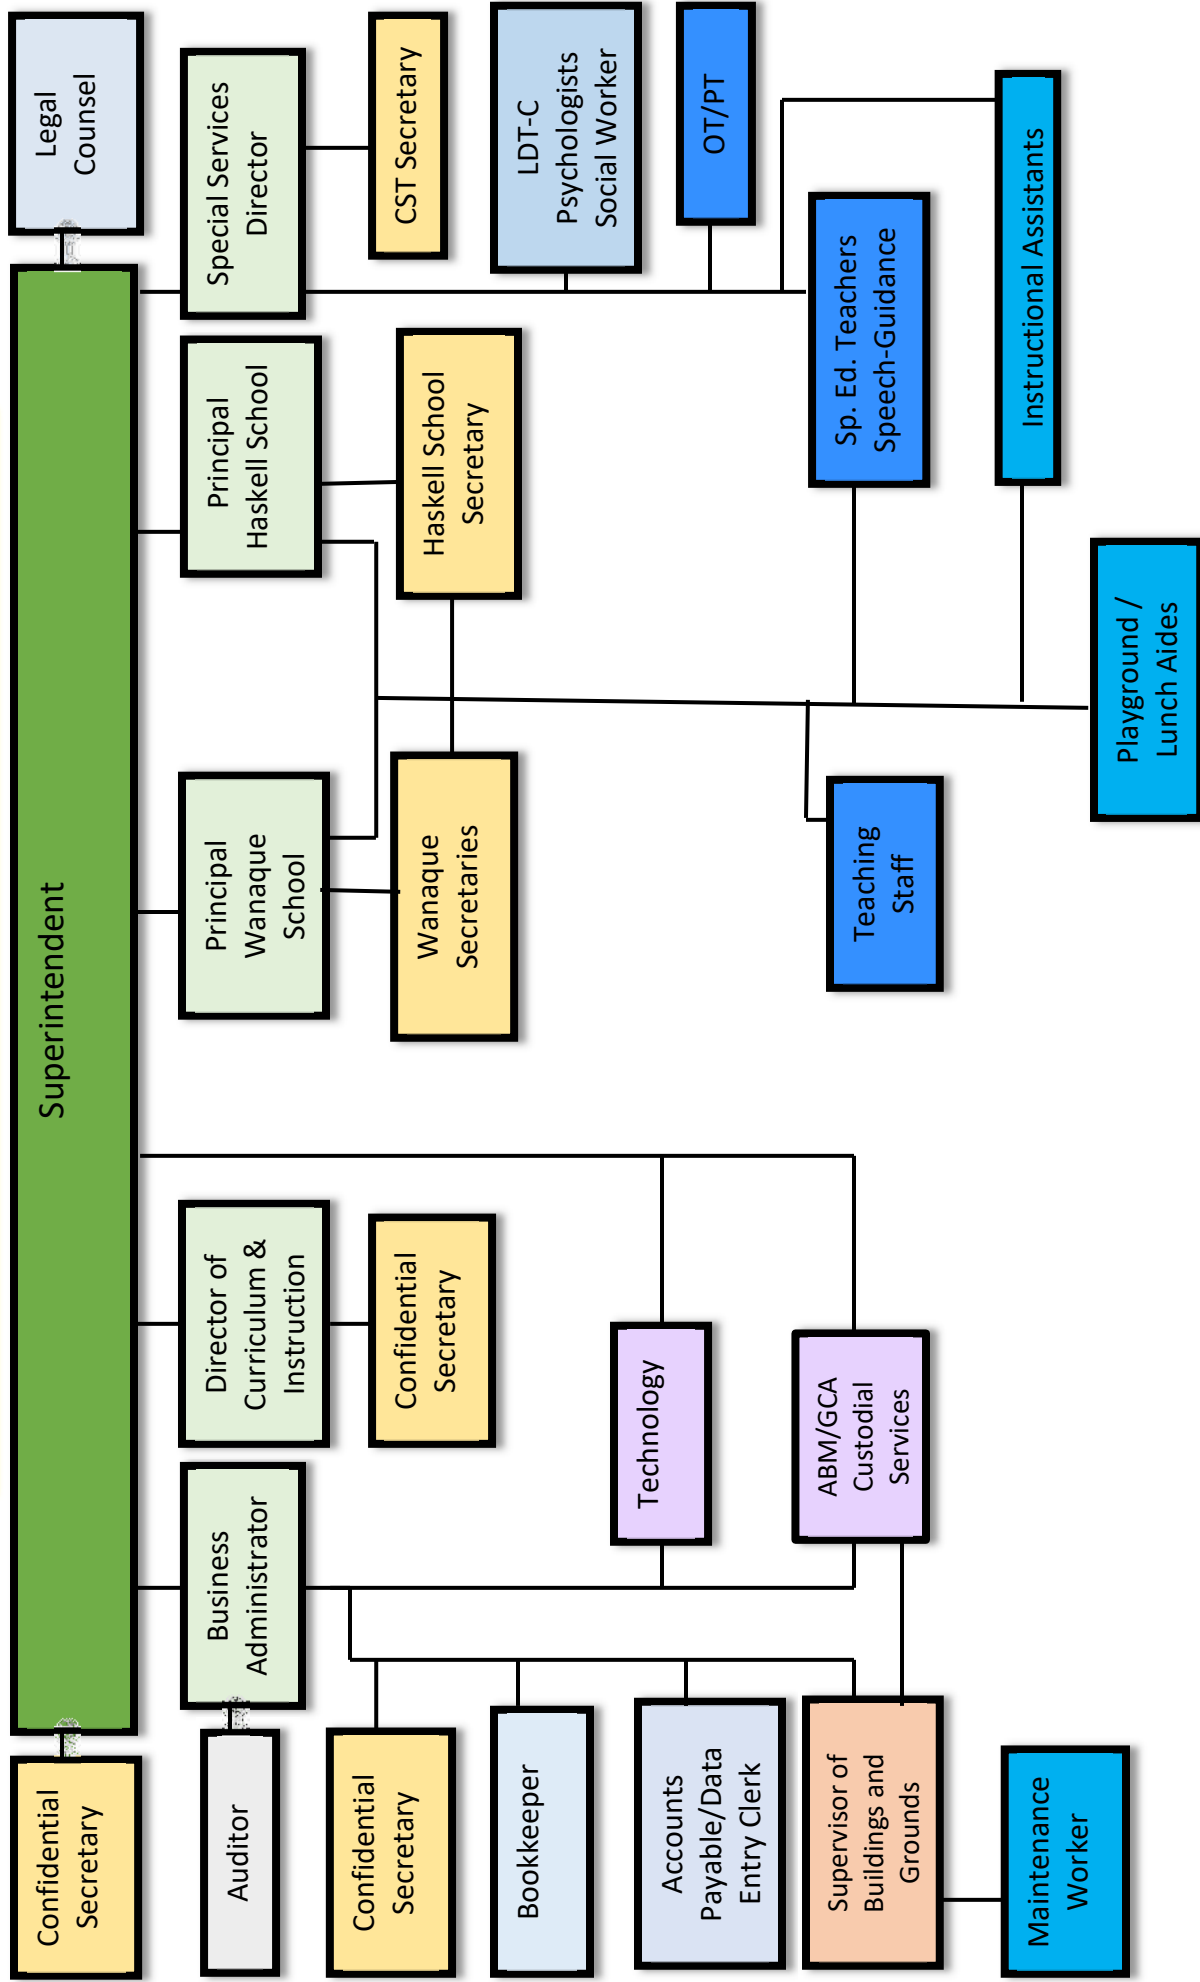 Superintendent
Confidential
Secretary
Legal
Counsel
Auditor
Business
Administrator
Director of
Curriculum &
Instruction
Principal
Wanaque
School
Principal
Haskell School
Special Services
Director
Confidential
Secretary
Confidential
Secretary
Wanaque
Secretaries
Haskell School
Secretary
CST Secretary
Bookkeeper
Technology
LDT-C
Psychologists
Social Worker
Accounts
Payable/Data
Entry Clerk
OT/PT
Supervisor of
Buildings and
Grounds
ABM/GCA
Custodial
Services
Teaching
Staff
Sp. Ed. Teachers
Speech-Guidance
Maintenance
Worker
Instructional Assistants
Playground /
Lunch Aides